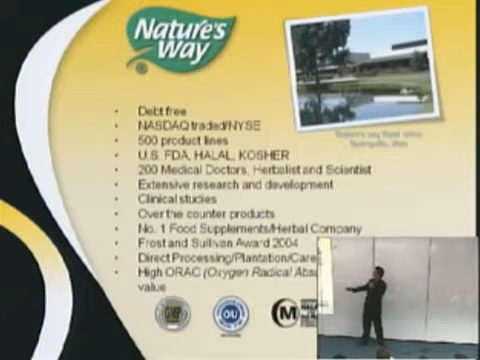 Nature's
Way
®
Debt free
NASDAQ traded/NYSE
500 product lines
U.S. FDA, HALAL, KOSHER
200 Medical Doctors, Herbalist and Scientist
Extensive research and development
Clinical studies
Over the counter products
No. 1 Food Supplements/Herbal Company
Frost and Sullivan Award 2004
Direct Processing/Plantation/Care
High ORAC (Oxygen Radical Abs
value
GMP
U
M